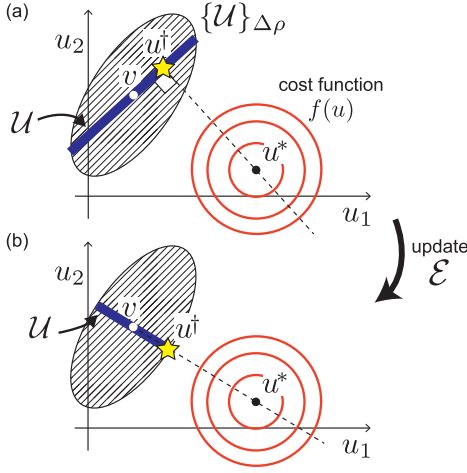 (a)
{𝒰}Δρ
u₂
u†
v
cost function
f(u)
𝒰
u*
u₁
(b)
update
ℰ
u₂
v
𝒰
u†
u*
u₁